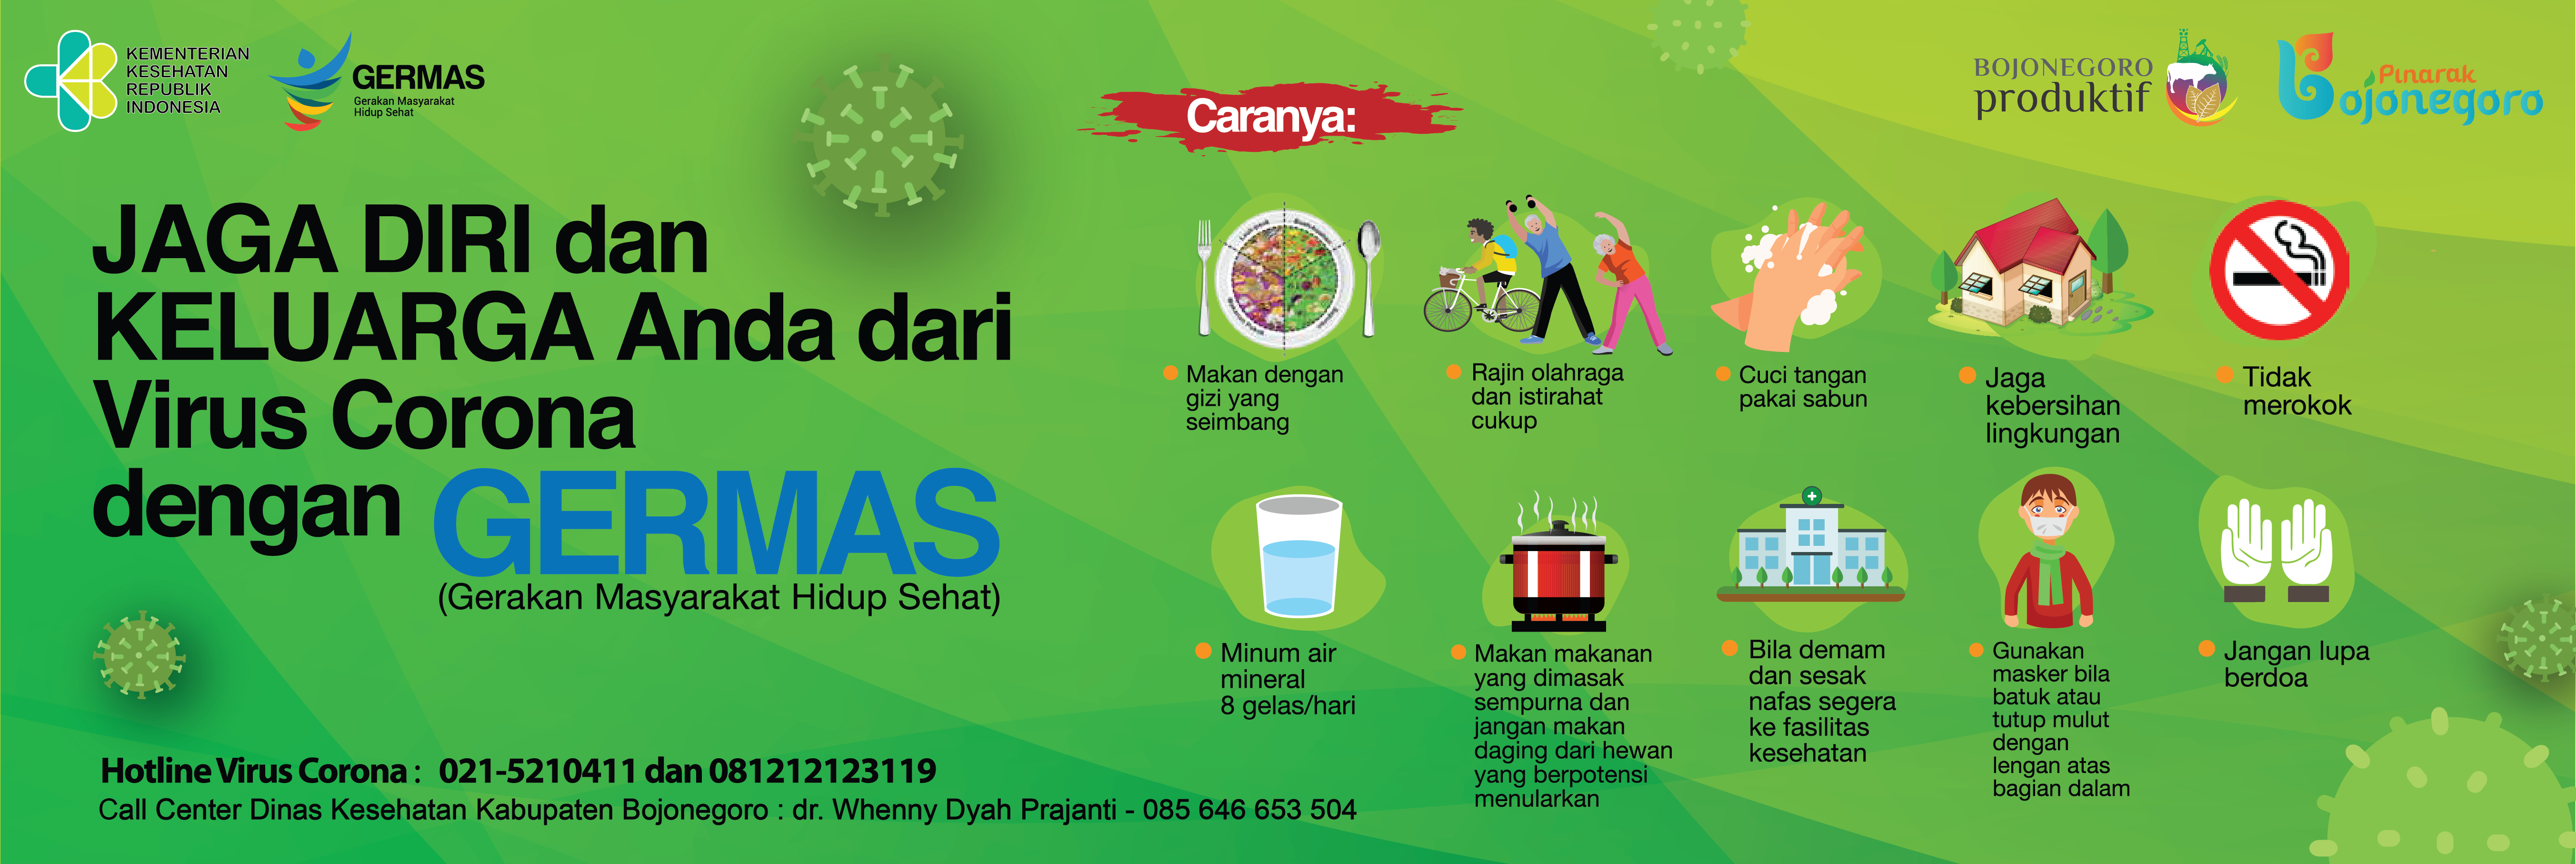 KEMENTERIAN
KESEHATAN
REPUBLIK
INDONESIA
GERMAS
Gerakan Masyarakat
Hidup Sehat
BOJONEGORO
produktif
Pinarak
Bojonegoro
JAGA DIRI dan
KELUARGA Anda dari
Virus Corona
dengan GERMAS
(Gerakan Masyarakat Hidup Sehat)
Hotline Virus Corona : 021-5210411 dan 081212123119
Call Center Dinas Kesehatan Kabupaten Bojonegoro : dr. Whenny Dyah Prajanti - 085 646 653 504
Caranya:
Makan dengan
gizi yang
seimbang
Rajin olahraga
dan istirahat
cukup
Cuci tangan
pakai sabun
Jaga
kebersihan
lingkungan
Tidak
merokok
Minum air
mineral
8 gelas/hari
Makan makanan
yang dimasak
sempurna dan
jangan makan
daging dari hewan
yang berpotensi
menularkan
Bila demam
dan sesak
nafas segera
ke fasilitas
kesehatan
Gunakan
masker bila
batuk atau
tutup mulut
dengan
lengan atas
bagian dalam
Jangan lupa
berdoa